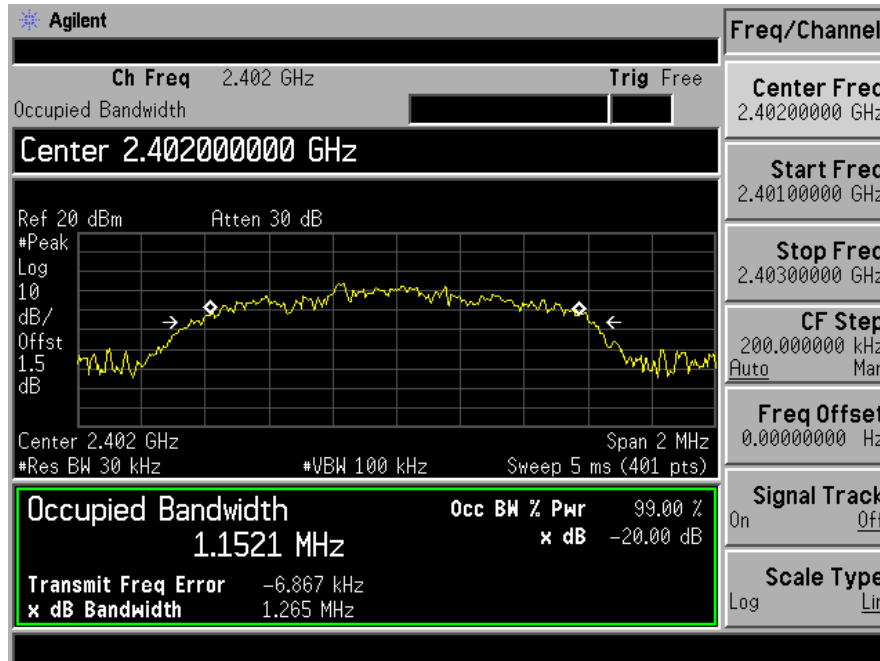 Agilent
Ch Freq 2.402 GHz Trig Free
Occupied Bandwidth
Center 2.402000000 GHz
Ref 20 dBm Atten 30 dB
#Peak
Log
10
dB/
Offst
1.5
dB
Center 2.402 GHz Span 2 MHz
#Res BW 30 kHz #VBW 100 kHz Sweep 5 ms (401 pts)
Occupied Bandwidth Occ BW % Pwr 99.00 %
1.1521 MHz x dB -20.00 dB
Transmit Freq Error -6.867 kHz
x dB Bandwidth 1.265 MHz
Freq/Channel
Center Freq
2.40200000 GHz
Start Freq
2.40100000 GHz
Stop Freq
2.40300000 GHz
CF Step
200.000000 kHz
Auto Man
Freq Offset
0.00000000 Hz
Signal Track
On Off
Scale Type
Log Lin